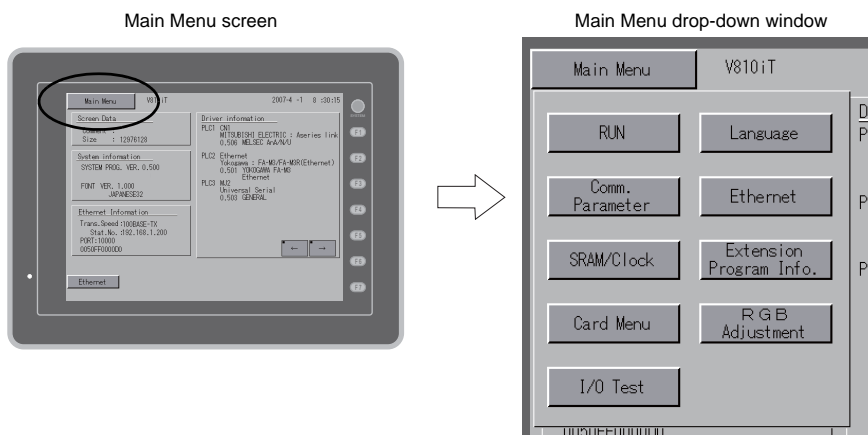 Main Menu screen
Main Menu V810iT 2007-4 -1 8 :30:15
SYSTEM
Screen Data
Comment :
Size : 12976128
System information
SYSTEM PROG. VER. 0.500
FONT VER. 1.000
JAPANESE32
Ethernet Information
Trans.Speed :100BASE-TX
Stat.No. :192.168.1.200
PORT:10000
0050FF0000D0
Ethernet
Driver information
PLC1 CN1
MITSUBISHI ELECTRIC : Aseries link
0.506 MELSEC AnA/N/U
PLC2 Ethernet
Yokogawa : FA-M3/FA-M3R(Ethernet)
0.501 YOKOGAWA FA-M3
Ethernet
PLC3 MJ2
Universal Serial
0.503 GENERAL
← →
F1
F2
F3
F4
F5
F6
F7
Main Menu drop-down window
Main Menu V810iT
RUN Language
Comm.
Parameter
Ethernet
SRAM/Clock
Extension
Program Info.
Card Menu
RGB
Adjustment
I/O Test
D
P
P
P